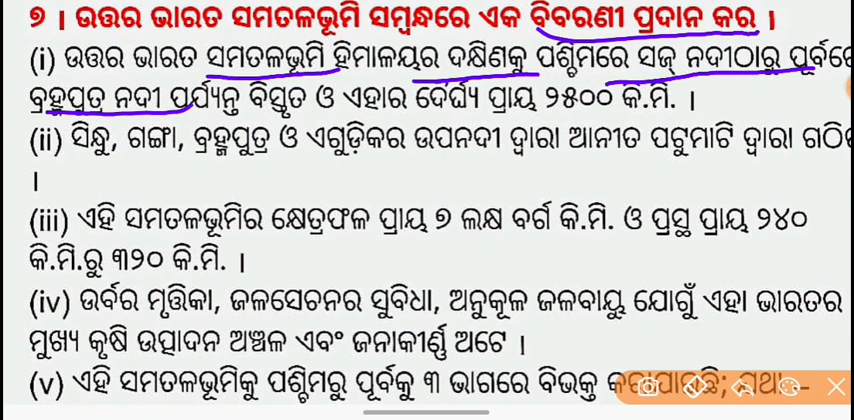 ୭ । ଉତ୍ତର ଭାରତ ସମତଳଭୂମି ସମ୍ବନ୍ଧରେ ଏକ ବିବରଣୀ ପ୍ରଦାନ କର ।
(i) ଉତ୍ତର ଭାରତ ସମତଳଭୂମି ହିମାଳୟର ଦକ୍ଷିଣକୁ ପଶ୍ଚିମରେ ସଜ୍ ନଦୀଠାରୁ ପୂର୍ବରେ
ବ୍ରହ୍ମପୁତ୍ର ନଦୀ ପର୍ଯ୍ୟନ୍ତ ବିସ୍ତୃତ ଓ ଏହାର ଦୈର୍ଘ୍ୟ ପ୍ରାୟ ୨୫୦୦ କି.ମି. ।
(ii) ସିନ୍ଧୁ, ଗଙ୍ଗା, ବ୍ରହ୍ମପୁତ୍ର ଓ ଏଗୁଡ଼ିକର ଉପନଦୀ ଦ୍ୱାରା ଆନୀତ ପଟୁମାଟି ଦ୍ୱାରା ଗଠିତ
।
(iii) ଏହି ସମତଳଭୂମିର କ୍ଷେତ୍ରଫଳ ପ୍ରାୟ ୭ ଲକ୍ଷ ବର୍ଗ କି.ମି. ଓ ପ୍ରସ୍ଥ ପ୍ରାୟ ୨୪୦
କି.ମି.ରୁ ୩୨୦ କି.ମି. ।
(iv) ଉର୍ବର ମୃତ୍ତିକା, ଜଳସେଚନର ସୁବିଧା, ଅନୁକୂଳ ଜଳବାୟୁ ଯୋଗୁଁ ଏହା ଭାରତର
ମୁଖ୍ୟ କୃଷି ଉତ୍ପାଦନ ଅଞ୍ଚଳ ଏବଂ ଜନାକୀର୍ଣ୍ଣ ଅଟେ ।
(v) ଏହି ସମତଳଭୂମିକୁ ପଶ୍ଚିମରୁ ପୂର୍ବକୁ ୩ ଭାଗରେ ବିଭକ୍ତ